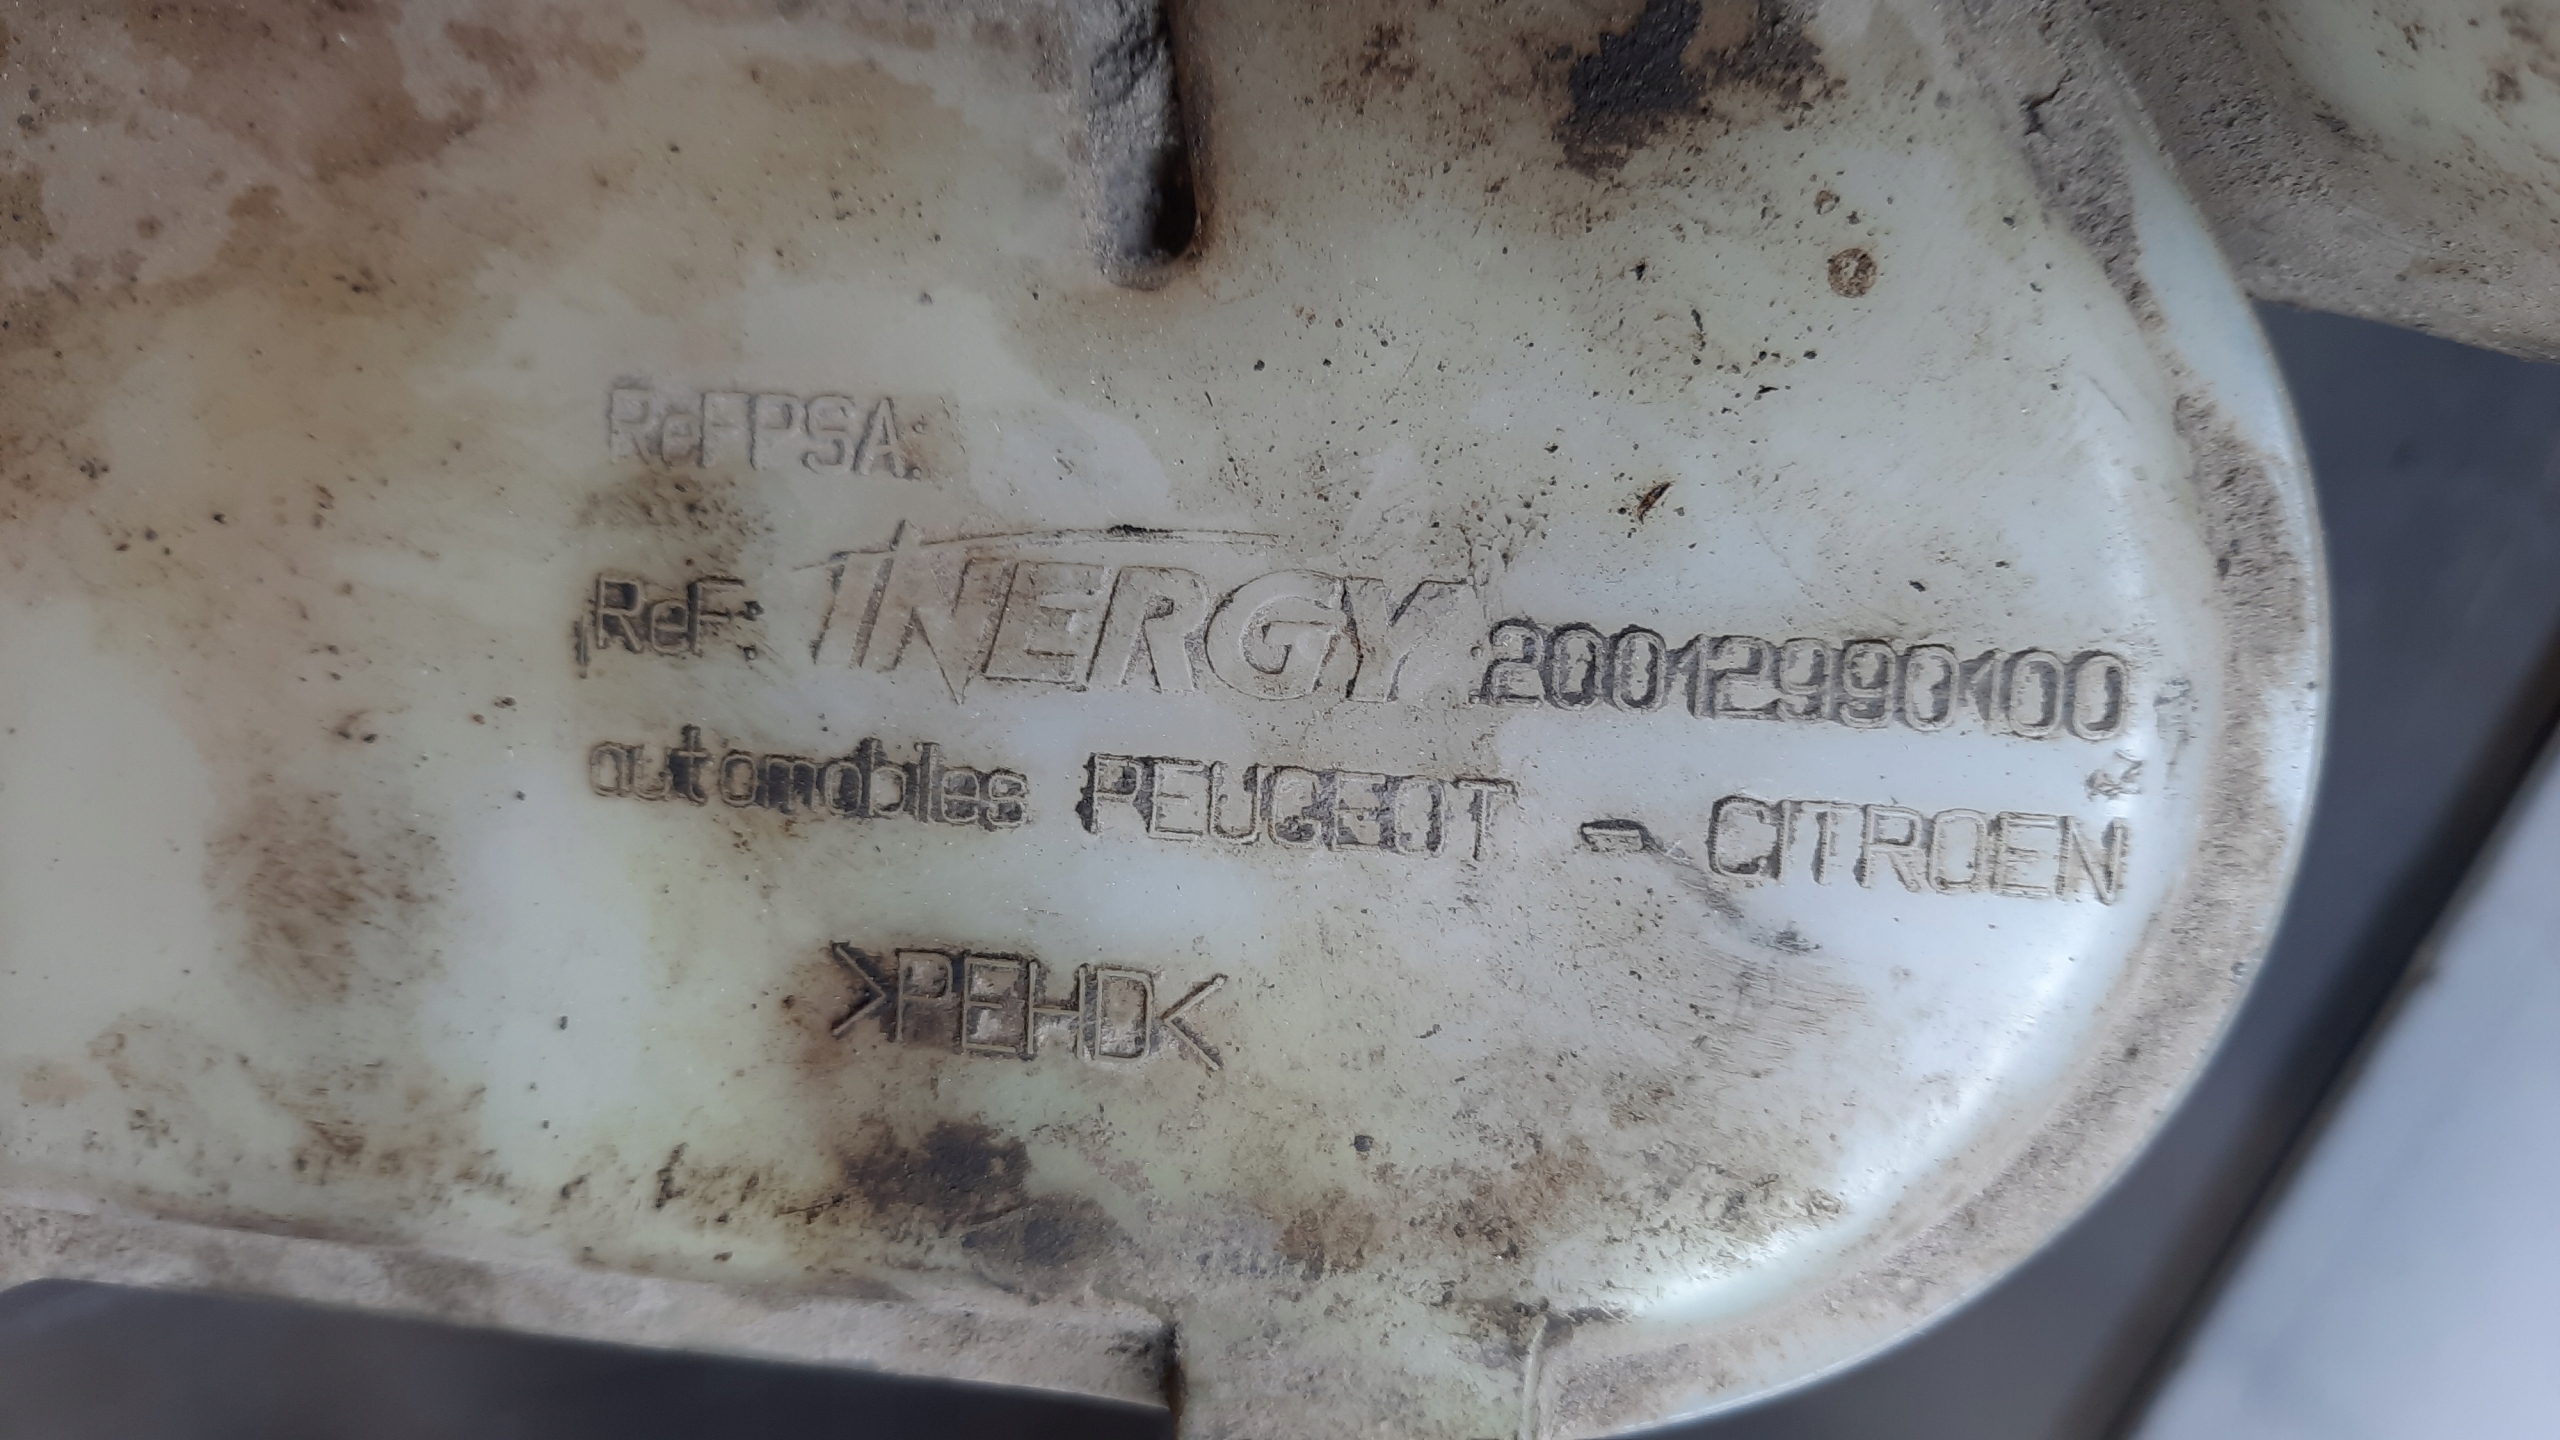 ReFPSA:
ReF: INERGY 20012990100
automobiles PEUGEOT - CITROEN
>PEHD<